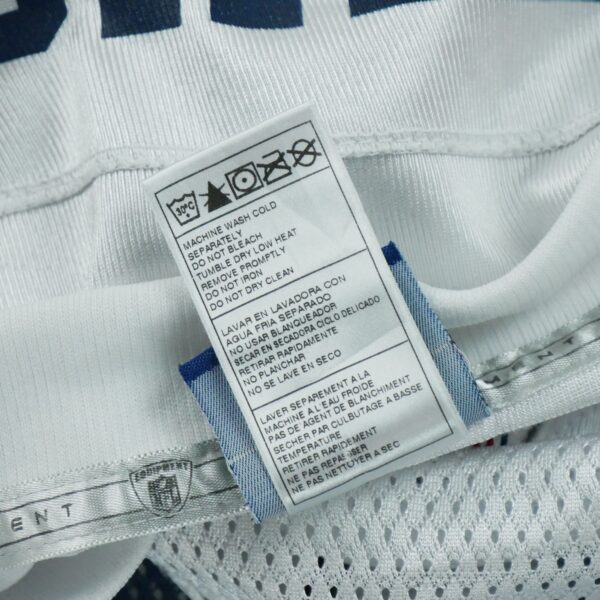 30°C
MACHINE WASH COLD
SEPARATELY
DO NOT BLEACH
TUMBLE DRY LOW HEAT
REMOVE PROMPTLY
DO NOT IRON
DO NOT DRY CLEAN
LAVAR EN LAVADORA CON
AGUA FRIA SEPARADO
NO USAR BLANQUEADOR
SECAR EN SECADORA CICLO DELICADO
RETIRAR RAPIDAMENTE
NO PLANCHAR
NO SE LAVE EN SECO
LAVER SEPAREMENT A LA
MACHINE A L'EAU FROIDE
PAS DE AGENT DE BLANCHIMENT
SECHER PAR CULBUTAGE A BASSE
TEMPERATURE
RETIRER RAPIDEMENT
NE PAS REPASSER
NE PAS NETTOYER A SEC
MENT
EQUIPMENT
NFL
ENT